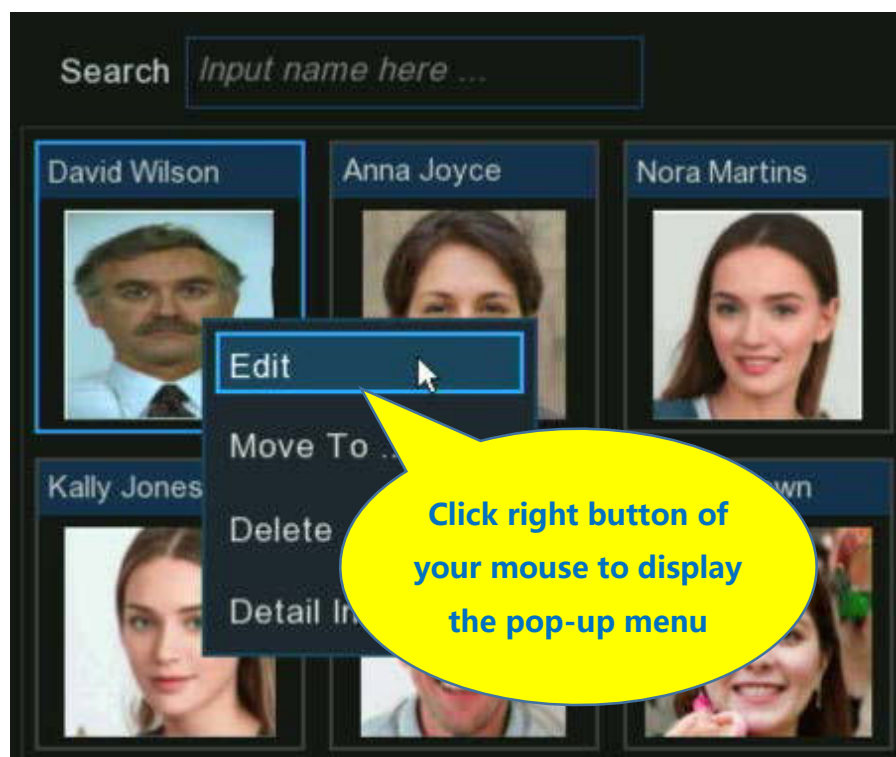 Search Input name here ...
David Wilson
Anna Joyce
Nora Martins
Edit
Move To ..
Kally Jones
Delete
Detail
Click right button of
your mouse to display
the pop-up menu